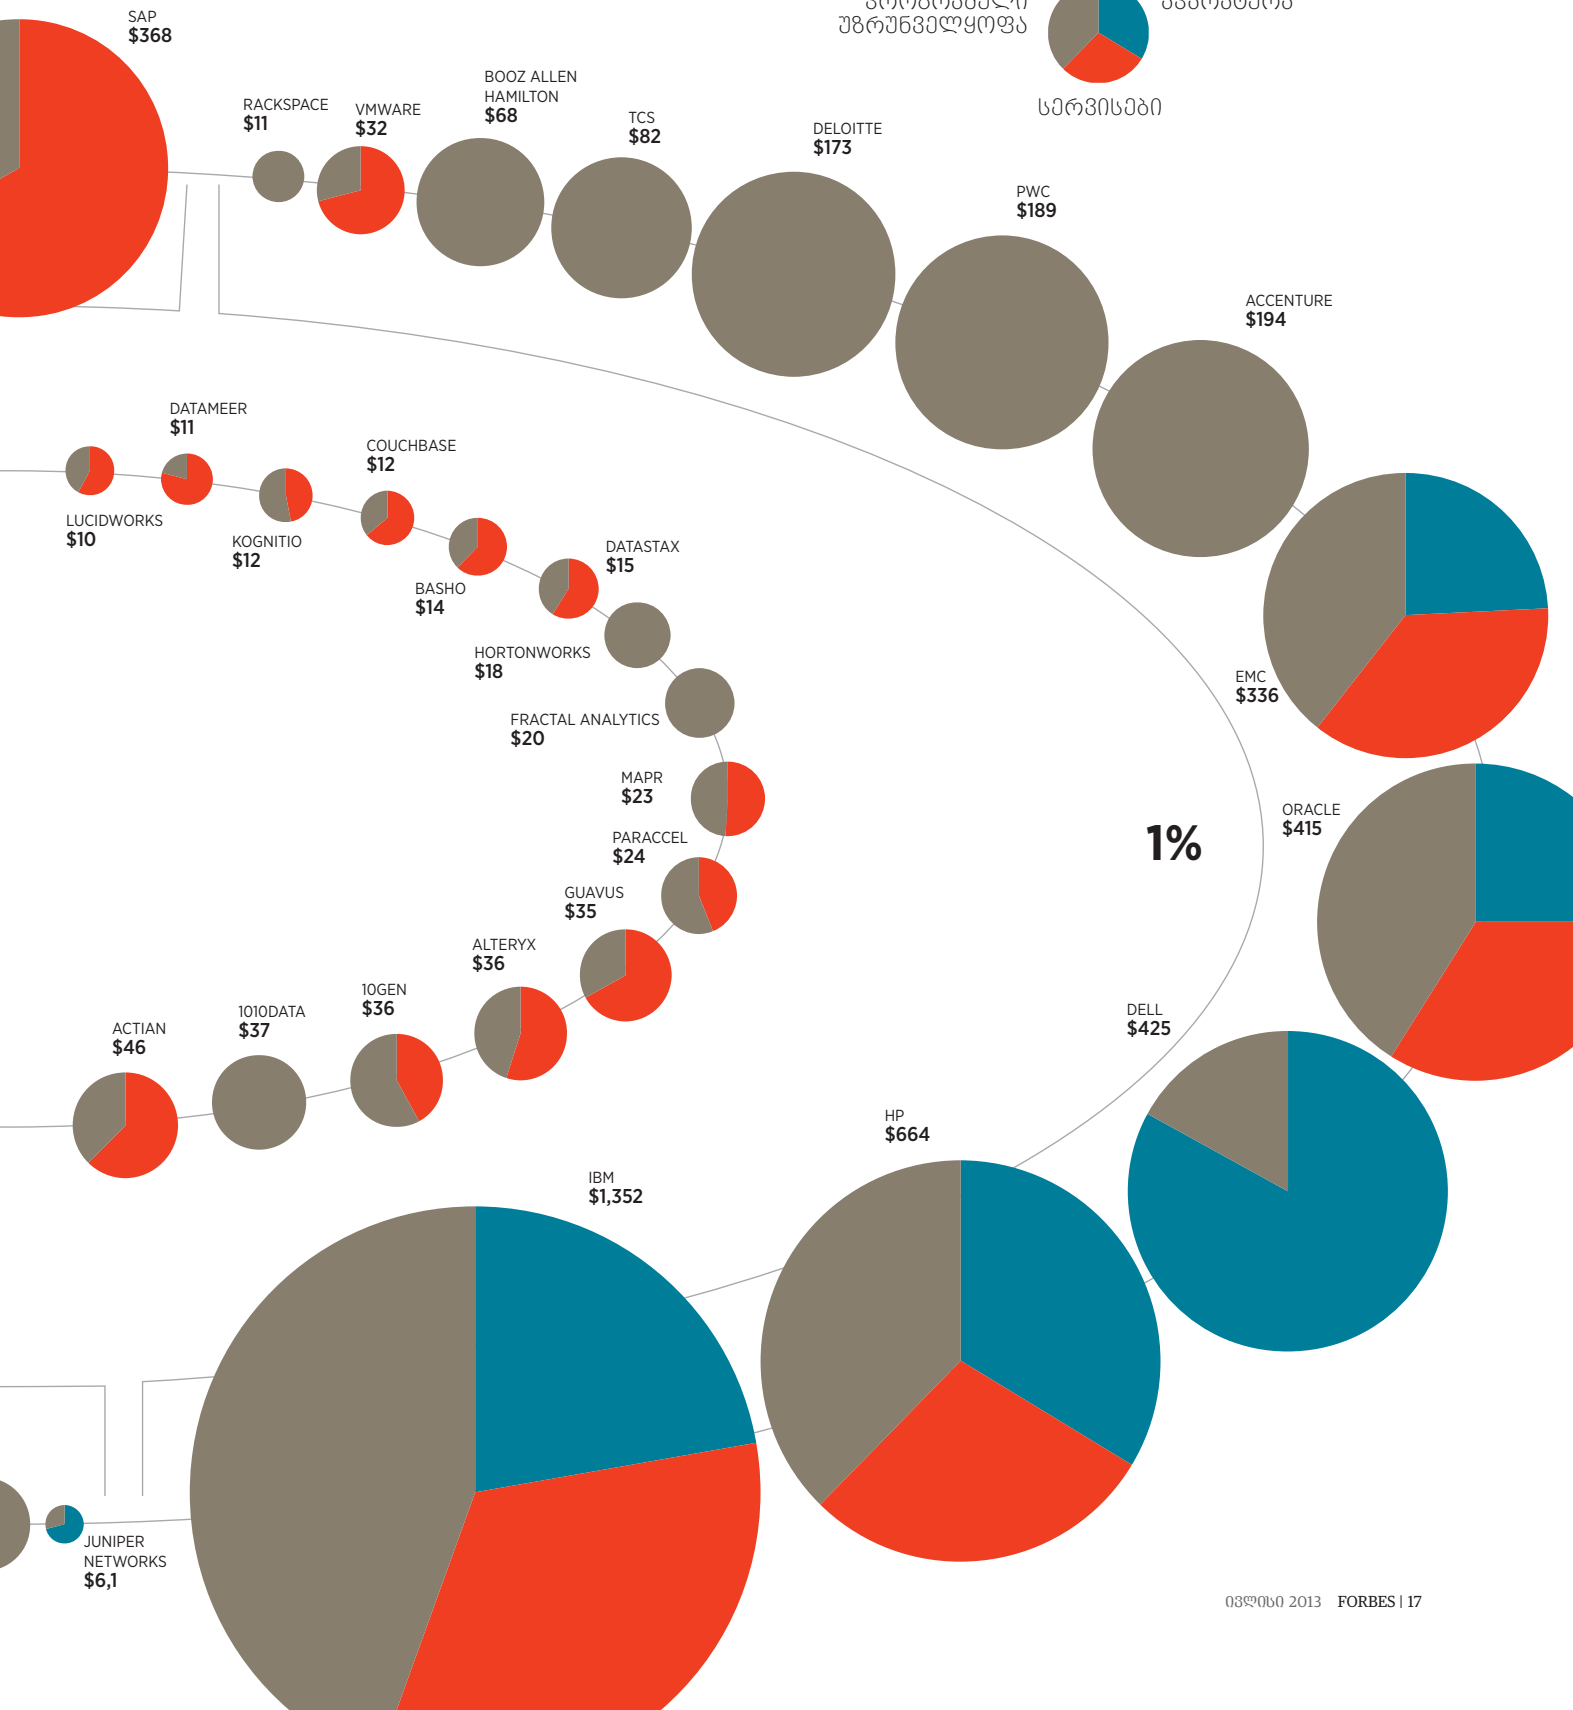 SAP
$368
უზრუნველყოფა
სერვისები
RACKSPACE
$11
VMWARE
$32
BOOZ ALLEN
HAMILTON
$68
TCS
$82
DELOITTE
$173
PWC
$189
ACCENTURE
$194
DATAMEER
$11
COUCHBASE
$12
LUCIDWORKS
$10
KOGNITIO
$12
DATASTAX
$15
BASHO
$14
HORTONWORKS
$18
EMC
$336
FRACTAL ANALYTICS
$20
MAPR
$23
ORACLE
$415
1%
PARACCEL
$24
GUAVUS
$35
ALTERYX
$36
10GEN
$36
1010DATA
$37
ACTIAN
$46
DELL
$425
HP
$664
IBM
$1,352
JUNIPER
NETWORKS
$6,1
ივლისი 2013 FORBES | 17